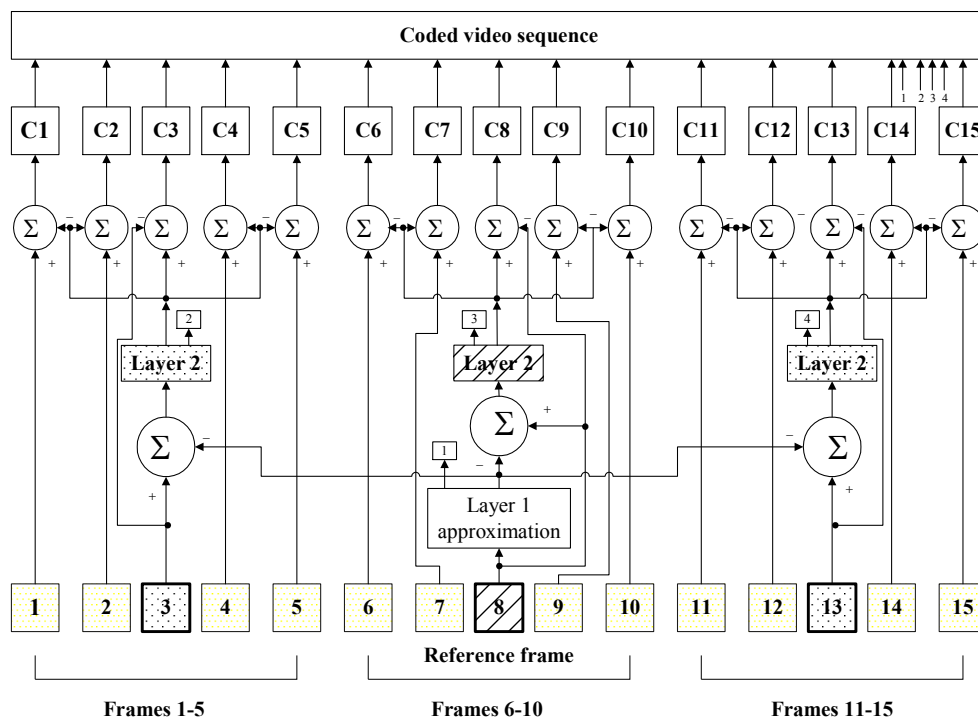 Coded video sequence
1 2 3 4
C1 C2 C3 C4 C5 C6 C7 C8 C9 C10 C11 C12 C13 C14 C15
Σ Σ Σ Σ Σ Σ Σ Σ Σ Σ Σ Σ Σ Σ Σ
− − − − − − − − −
+ + + + + + + + + + + + + + +
2 3 4
Layer 2 Layer 2 Layer 2
Σ Σ Σ
− + −
1
+ − +
Layer 1
approximation
1 2 3 4 5 6 7 8 9 10 11 12 13 14 15
Reference frame
Frames 1-5 Frames 6-10 Frames 11-15